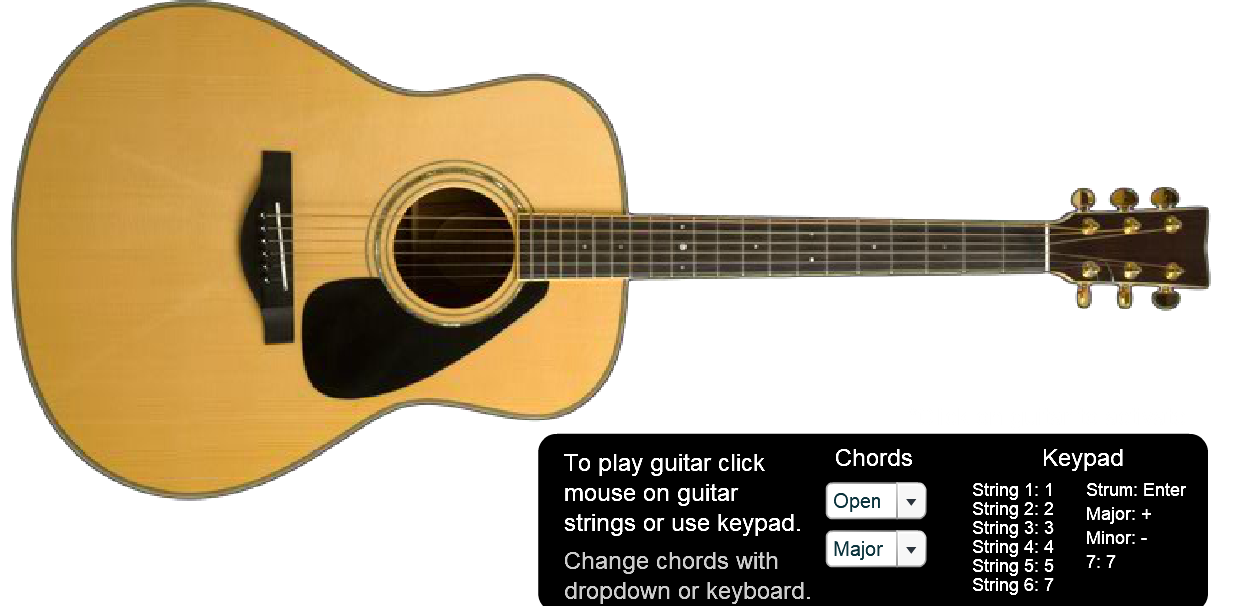 To play guitar click
mouse on guitar
strings or use keypad.
Change chords with
dropdown or keyboard.
Chords
Open
Major
Keypad
String 1: 1
String 2: 2
String 3: 3
String 4: 4
String 5: 5
String 6: 7
Strum: Enter
Major: +
Minor: -
7: 7